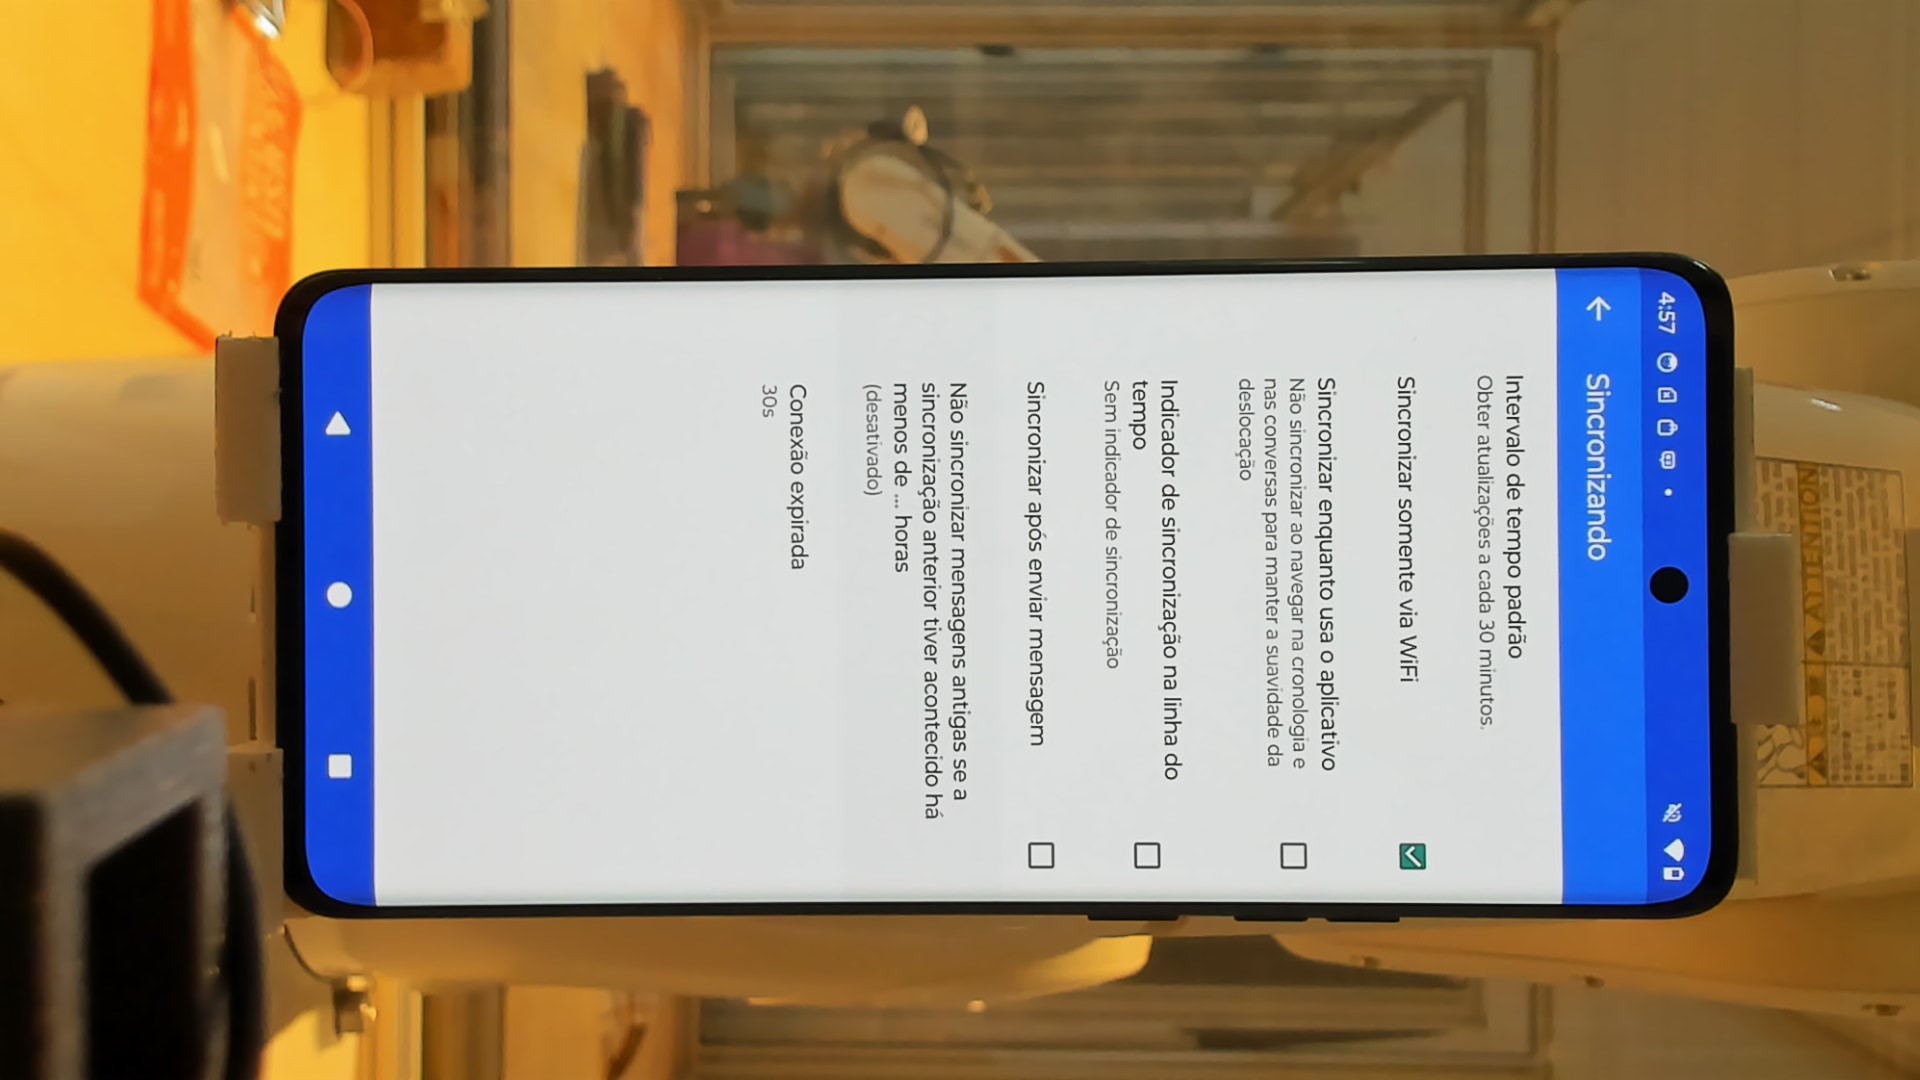 4:57
Sincronizando
Intervalo de tempo padrão
Obter atualizações a cada 30 minutos.
Sincronizar somente via WiFi
Sincronizar enquanto usa o aplicativo
Não sincronizar ao navegar na cronologia e
nas conversas para manter a suavidade da
deslocação
Indicador de sincronização na linha do
tempo
Sem indicador de sincronização
Sincronizar após enviar mensagem
Não sincronizar mensagens antigas se a
sincronização anterior tiver acontecido há
menos de ... horas
(desativado)
Conexão expirada
30s
ATTENTION